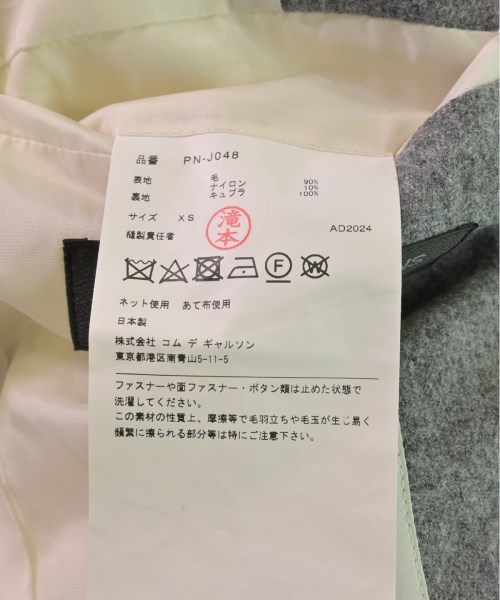 品番 PN-J048
表地 毛 90%
ナイロン 10%
裏地 キュプラ 100%
サイズ XS
縫製責任者 滝本 AD2024
F W
ネット使用 あて布使用
日本製
株式会社 コム デ ギャルソン
東京都港区南青山5-11-5
ファスナーや面ファスナー・ボタン類は止めた状態で
洗濯してください。
この素材の性質上、摩擦等で毛羽立ちや毛玉が生じ易く
頻繁に擦られる部分等は特にご注意下さい。